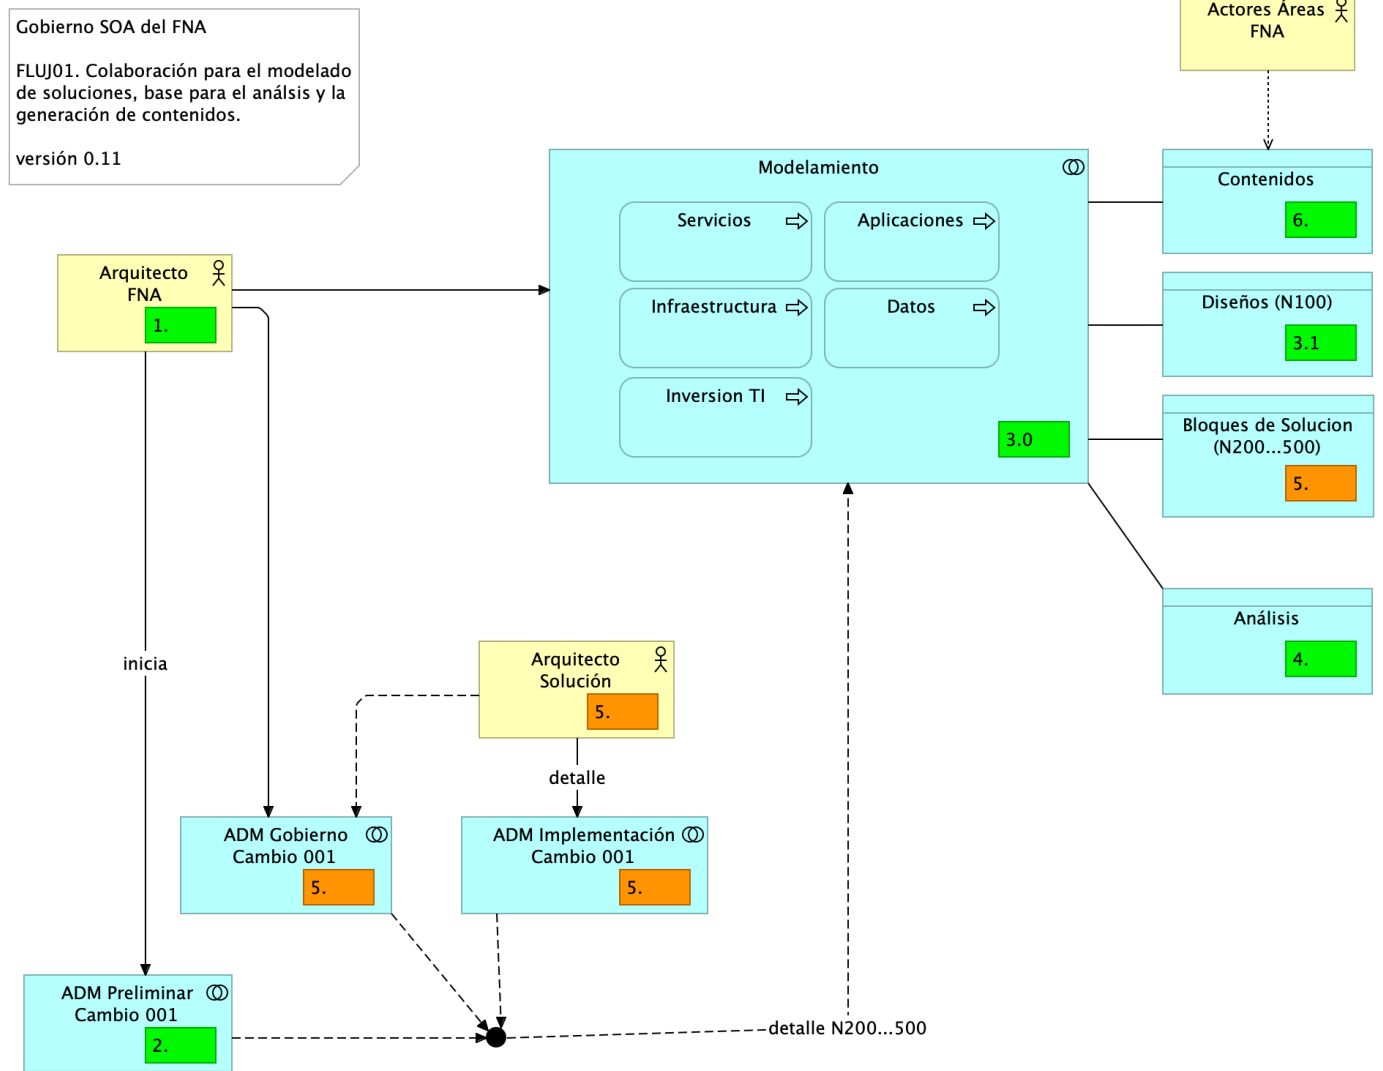 Gobierno SOA del FNA
FLUJ01. Colaboración para el modelado
de soluciones, base para el análsis y la
generación de contenidos.
versión 0.11
Actores Áreas
FNA
Modelamiento
Servicios
Aplicaciones
Infraestructura
Datos
Inversion TI
3.0
Contenidos
6.
Diseños (N100)
3.1
Bloques de Solucion
(N200...500)
5.
Análisis
4.
Arquitecto
FNA
1.
inicia
Arquitecto
Solución
5.
detalle
ADM Gobierno
Cambio 001
5.
ADM Implementación
Cambio 001
5.
ADM Preliminar
Cambio 001
2.
detalle N200...500